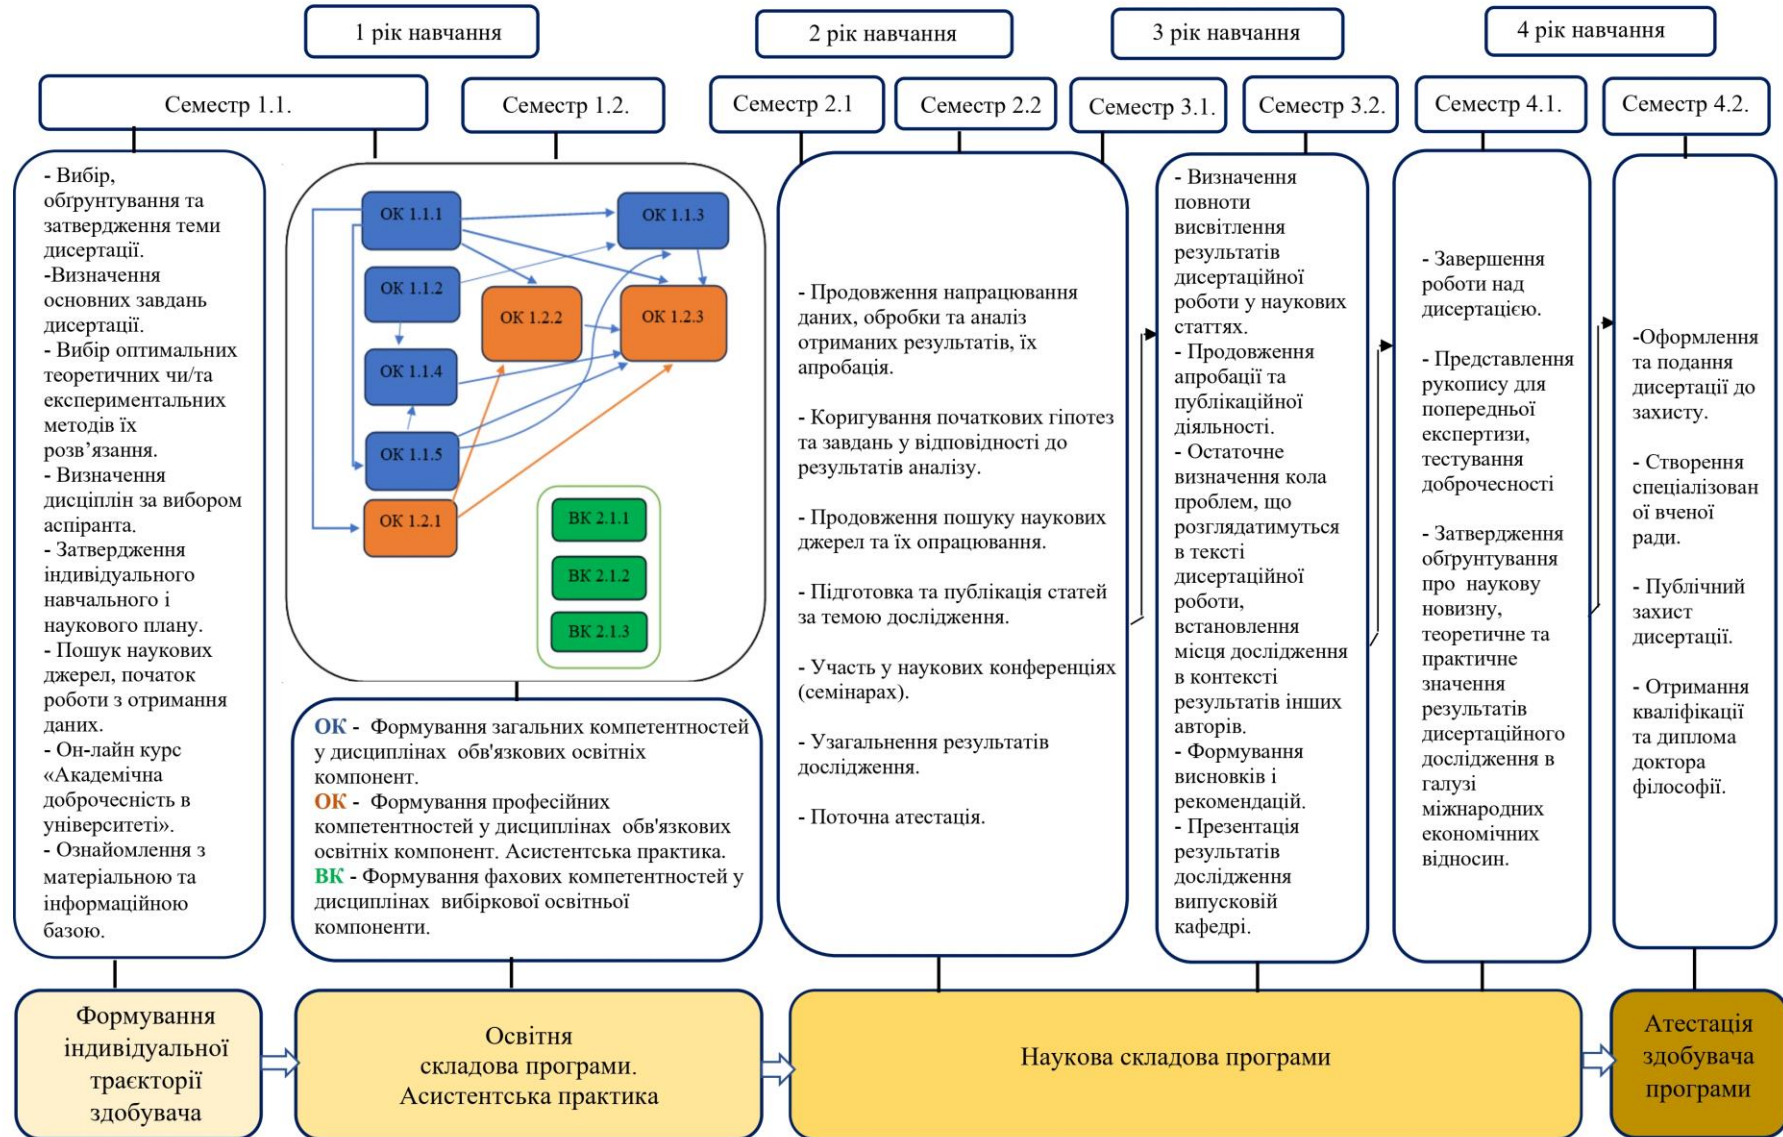 1 рік навчання
2 рік навчання
3 рік навчання
4 рік навчання
Семестр 1.1.
Семестр 1.2.
Семестр 2.1
Семестр 2.2
Семестр 3.1.
Семестр 3.2.
Семестр 4.1.
Семестр 4.2.
- Вибір,
обґрунтування та
затвердження теми
дисертації.
-Визначення
основних завдань
дисертації.
- Вибір оптимальних
теоретичних чи/та
експериментальних
методів їх
розв’язання.
- Визначення
дисціплін за вибором
аспіранта.
- Затвердження
індивідуального
навчального і
наукового плану.
- Пошук наукових
джерел, початок
роботи з отримання
даних.
- Он-лайн курс
«Академічна
доброчесність в
університеті».
- Ознайомлення з
матеріальною та
інформаційною
базою.
ОК 1.1.1
ОК 1.1.3
ОК 1.1.2
ОК 1.2.2
ОК 1.2.3
ОК 1.1.4
ОК 1.1.5
ОК 1.2.1
ВК 2.1.1
ВК 2.1.2
ВК 2.1.3
ОК - Формування загальних компетентностей
у дисциплінах обв'язкових освітніх
компонент.
ОК - Формування професійних
компетентностей у дисциплінах обв'язкових
освітніх компонент. Асистентська практика.
ВК - Формування фахових компетентностей у
дисциплінах вибіркової освітньої
компоненти.
- Продовження напрацювання
даних, обробки та аналіз
отриманих результатів, їх
апробація.
- Коригування початкових гіпотез
та завдань у відповідності до
результатів аналізу.
- Продовження пошуку наукових
джерел та їх опрацювання.
- Підготовка та публікація статей
за темою дослідження.
- Участь у наукових конференціях
(семінарах).
- Узагальнення результатів
дослідження.
- Поточна атестація.
- Визначення
повноти
висвітлення
результатів
дисертаційної
роботи у наукових
статтях.
- Продовження
апробації та
публікаційної
діяльності.
- Остаточне
визначення кола
проблем, що
розглядатимуться
в тексті
дисертаційної
роботи,
встановлення
місця дослідження
в контексті
результатів інших
авторів.
- Формування
висновків і
рекомендацій.
- Презентація
результатів
дослідження
випусковій
кафедрі.
- Завершення
роботи над
дисертацією.
- Представлення
рукопису для
попередньої
експертизи,
тестування
доброчесності
- Затвердження
обґрунтування
про наукову
новизну,
теоретичне та
практичне
значення
результатів
дисертаційного
дослідження в
галузі
міжнародних
економічних
відносин.
-Оформлення
та подання
дисертації до
захисту.
- Створення
спеціалізован
ої вченої
ради.
- Публічний
захист
дисертації.
- Отримання
кваліфікації
та диплома
доктора
філософії.
Формування
індивідуальної
траєкторії
здобувача
Освітня
складова програми.
Асистентська практика
Наукова складова програми
Атестація
здобувача
програми